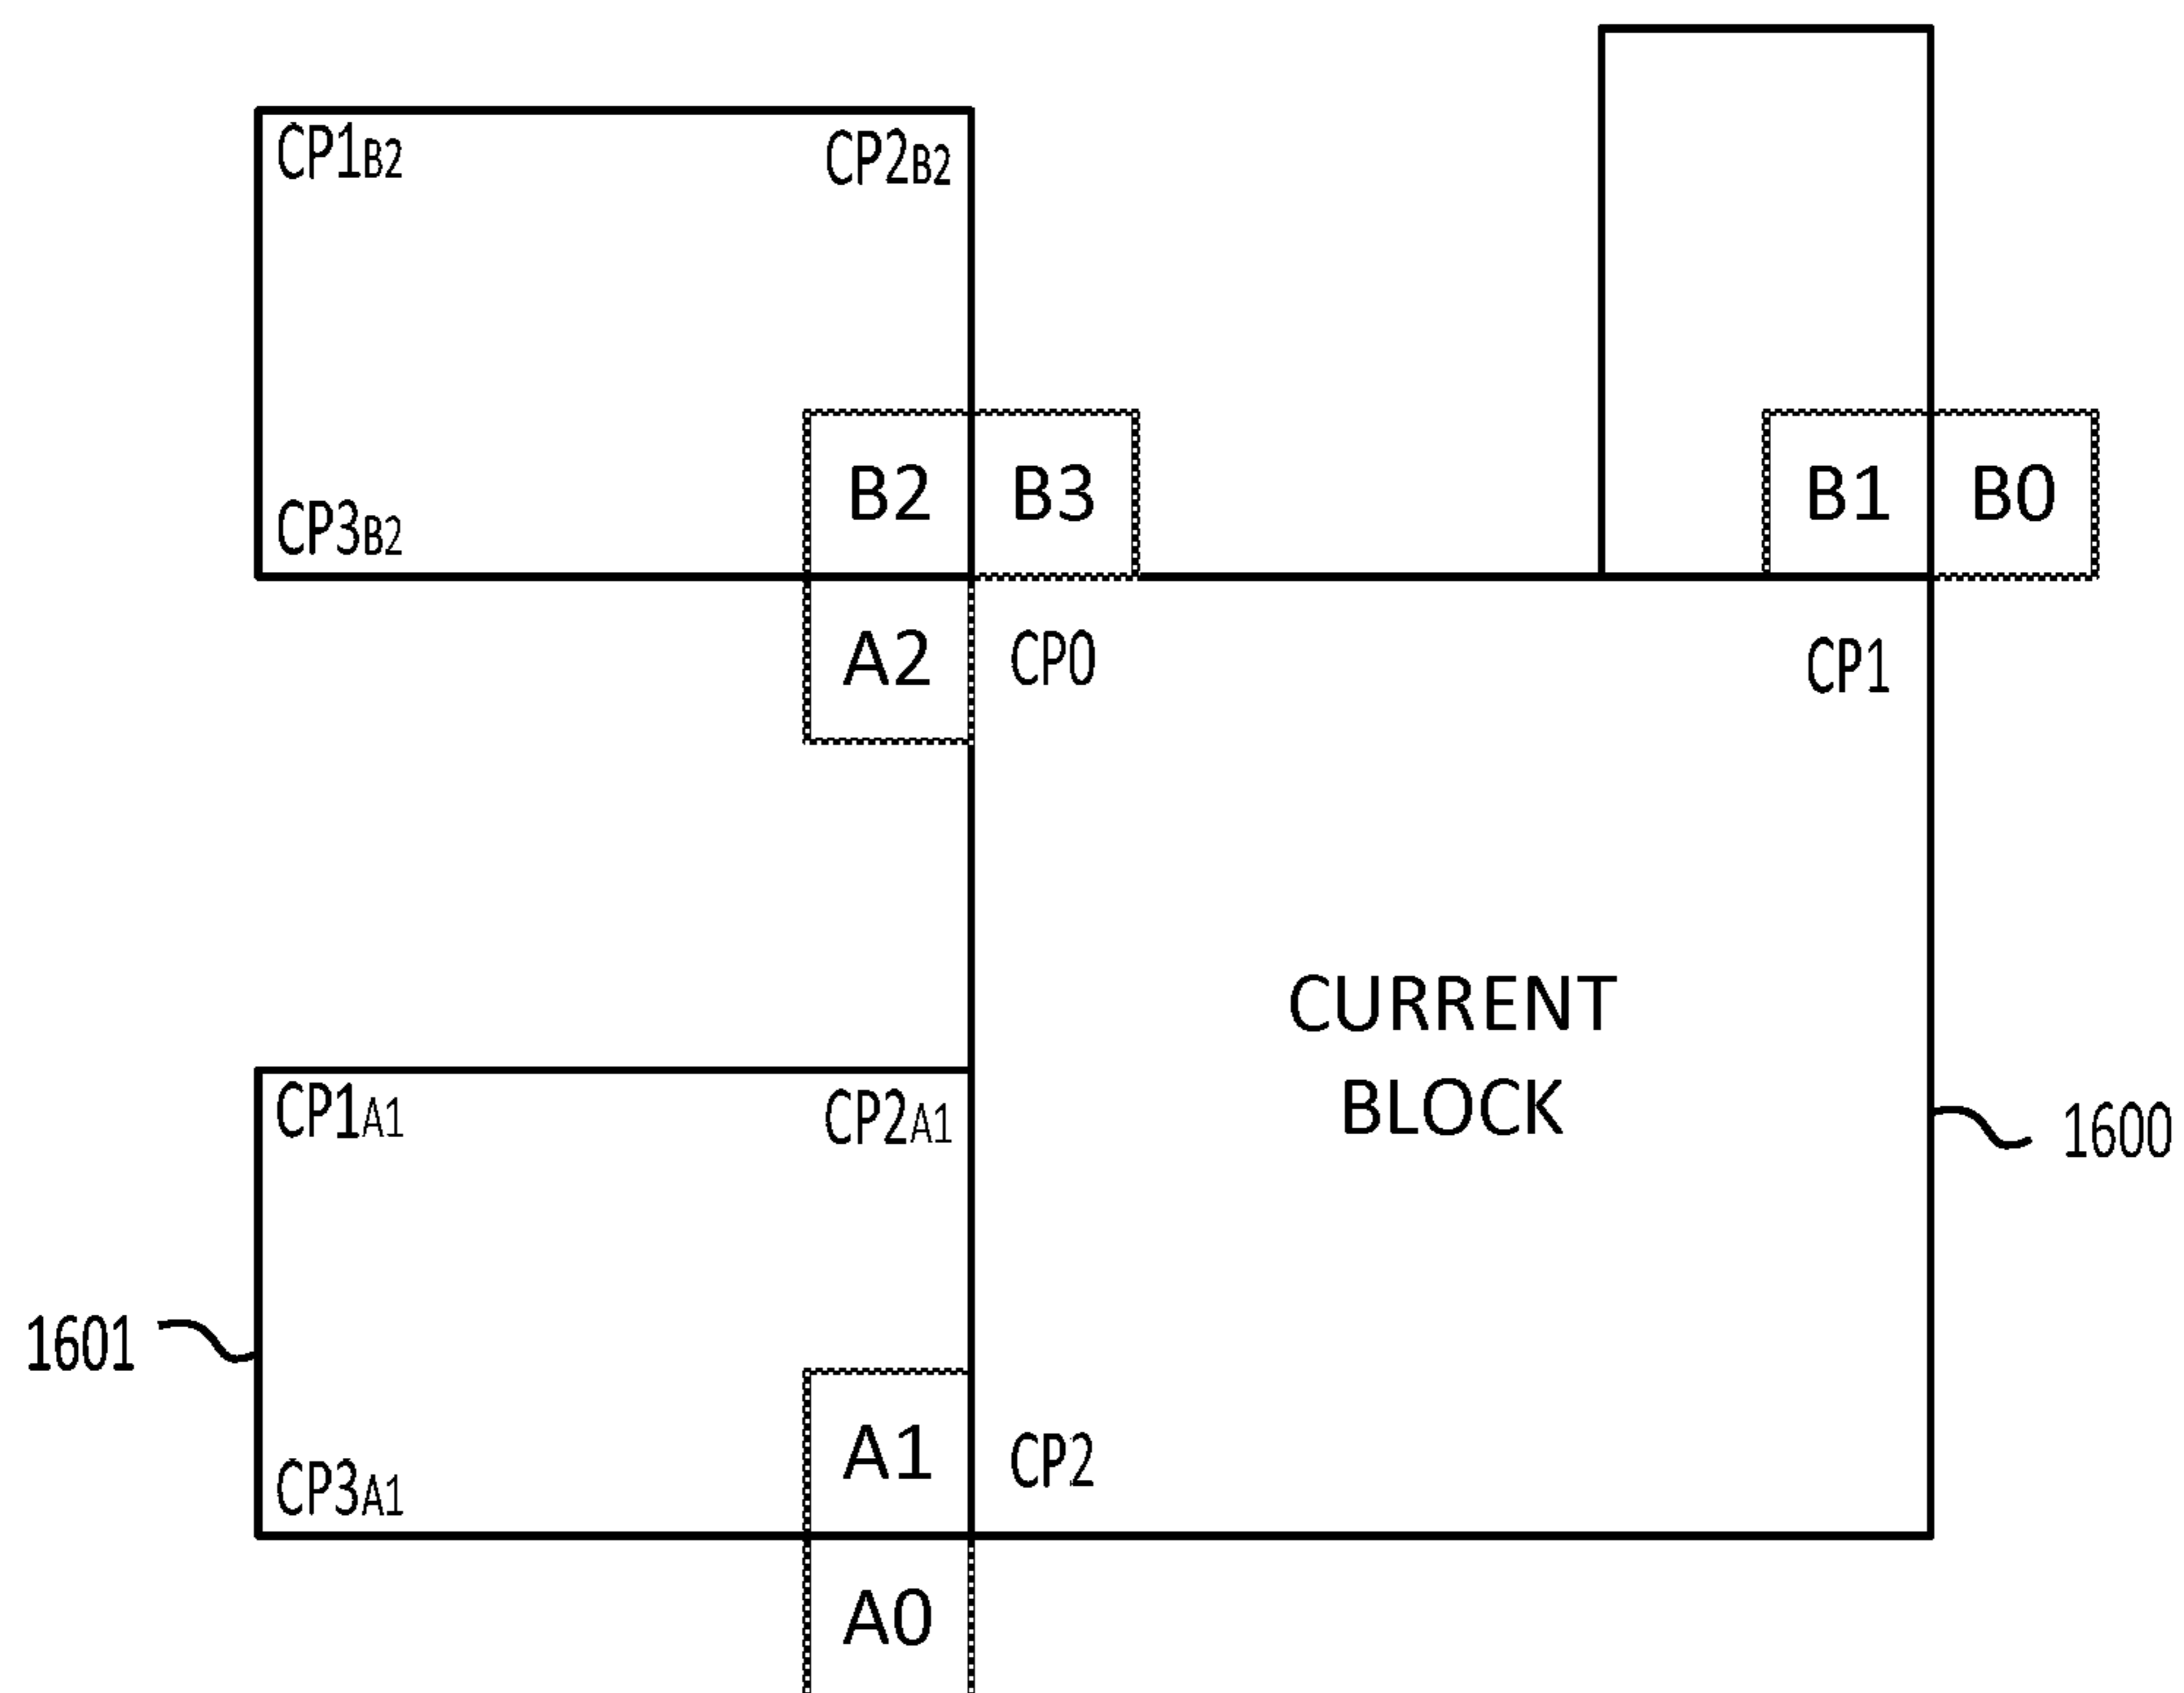 CP1B2 CP2B2
CP3B2 B2 B3 B1 B0
A2 CP0 CP1
CURRENT
BLOCK
CP1A1 CP2A1
1600
1601
A1 CP2
CP3A1
A0